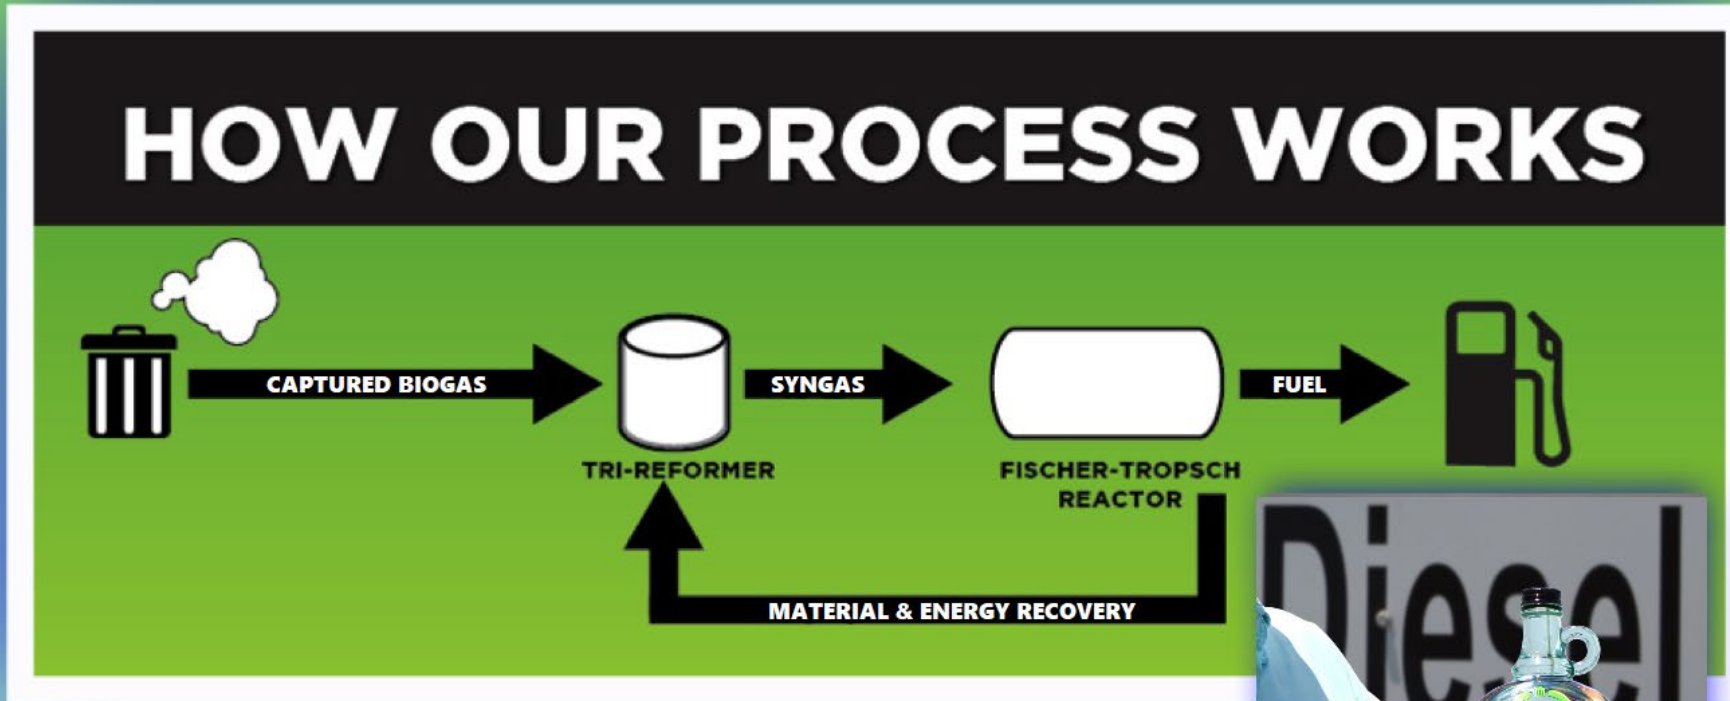 HOW OUR PROCESS WORKS
CAPTURED BIOGAS
SYNGAS
FUEL
TRI-REFORMER
FISCHER-TROPSCH
REACTOR
MATERIAL & ENERGY RECOVERY
Diesel